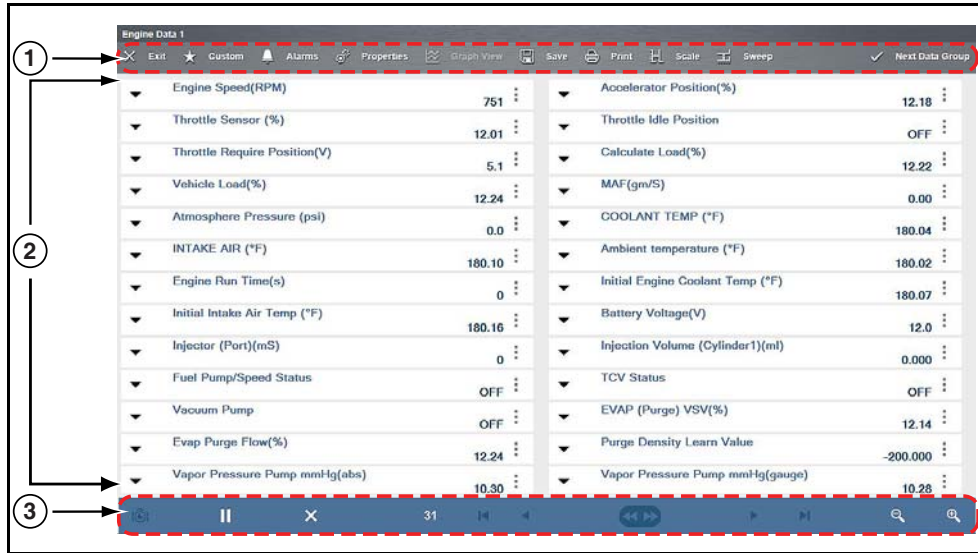 Engine Data 1
Exit Custom Alarms Properties Graph View Save Print Scale Sweep Next Data Group
1
2
3
Engine Speed(RPM) 751 Accelerator Position(%) 12.18
Throttle Sensor (%) 12.01 Throttle Idle Position OFF
Throttle Require Position(V) 5.1 Calculate Load(%) 12.22
Vehicle Load(%) 12.24 MAF(gm/S) 0.00
Atmosphere Pressure (psi) 0.0 COOLANT TEMP (°F) 180.04
INTAKE AIR (°F) 180.10 Ambient temperature (°F) 180.02
Engine Run Time(s) 0 Initial Engine Coolant Temp (°F) 180.07
Initial Intake Air Temp (°F) 180.16 Battery Voltage(V) 12.0
Injector (Port)(mS) 0 Injection Volume (Cylinder1)(ml) 0.000
Fuel Pump/Speed Status OFF TCV Status OFF
Vacuum Pump OFF EVAP (Purge) VSV(%) 12.14
Evap Purge Flow(%) 12.24 Purge Density Learn Value -200.000
Vapor Pressure Pump mmHg(abs) 10.30 Vapor Pressure Pump mmHg(gauge) 10.28
31